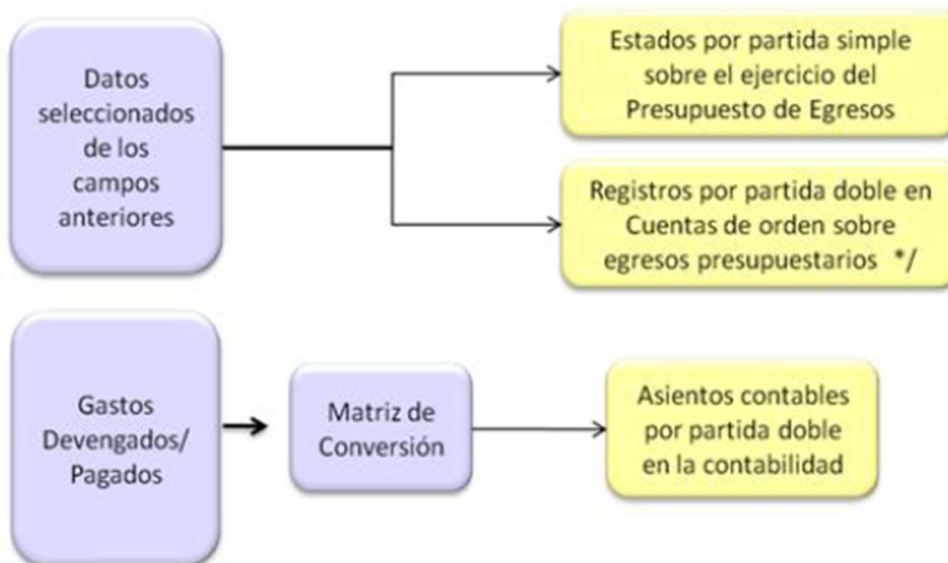 Datos
seleccionados
de los
campos
anteriores
Estados por partida simple
sobre el ejercicio del
Presupuesto de Egresos
Registros por partida doble en
Cuentas de orden sobre
egresos presupuestarios */
Gastos
Devengados/
Pagados
Matriz de
Conversión
Asientos contables
por partida doble
en la contabilidad